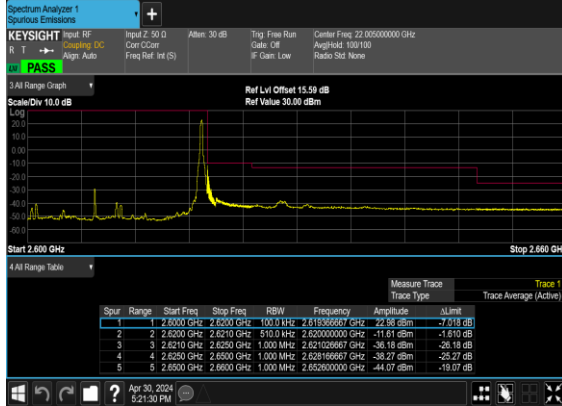 Spectrum Analyzer 1
Spurious Emissions
+
KEYSIGHT Input: RF Input Z: 50 Ω Atten: 30 dB Trig: Free Run Center Freq: 22.005000000 GHz
R T Coupling: DC Corr CCorr Gate: Off Avg|Hold: 100/100
Align: Auto Freq Ref: Int (S) IF Gain: Low Radio Std: None
PASS
3 All Range Graph
Ref Lvl Offset 15.59 dB
Scale/Div 10.0 dB Ref Value 30.00 dBm
Log
20.0
10.0
0.00
-10.0
-20.0
-30.0
-40.0
-50.0
-60.0
Start 2.600 GHz Stop 2.660 GH
4 All Range Table
Measure Trace Trace 1
Trace Type Trace Average (Active)
Spur Range Start Freq Stop Freq RBW Frequency Amplitude ΔLimit
1 1 2.6000 GHz 2.6200 GHz 100.0 kHz 2.619366667 GHz 22.98 dBm -7.018 dB
2 2 2.6200 GHz 2.6210 GHz 510.0 kHz 2.620000000 GHz -11.61 dBm -1.610 dB
3 3 2.6210 GHz 2.6250 GHz 1.000 MHz 2.621026667 GHz -36.18 dBm -26.18 dB
4 4 2.6250 GHz 2.6500 GHz 1.000 MHz 2.628166667 GHz -38.27 dBm -25.27 dB
5 5 2.6500 GHz 2.6600 GHz 1.000 MHz 2.652600000 GHz -44.07 dBm -19.07 dB
? Apr 30, 2024
5:21:30 PM